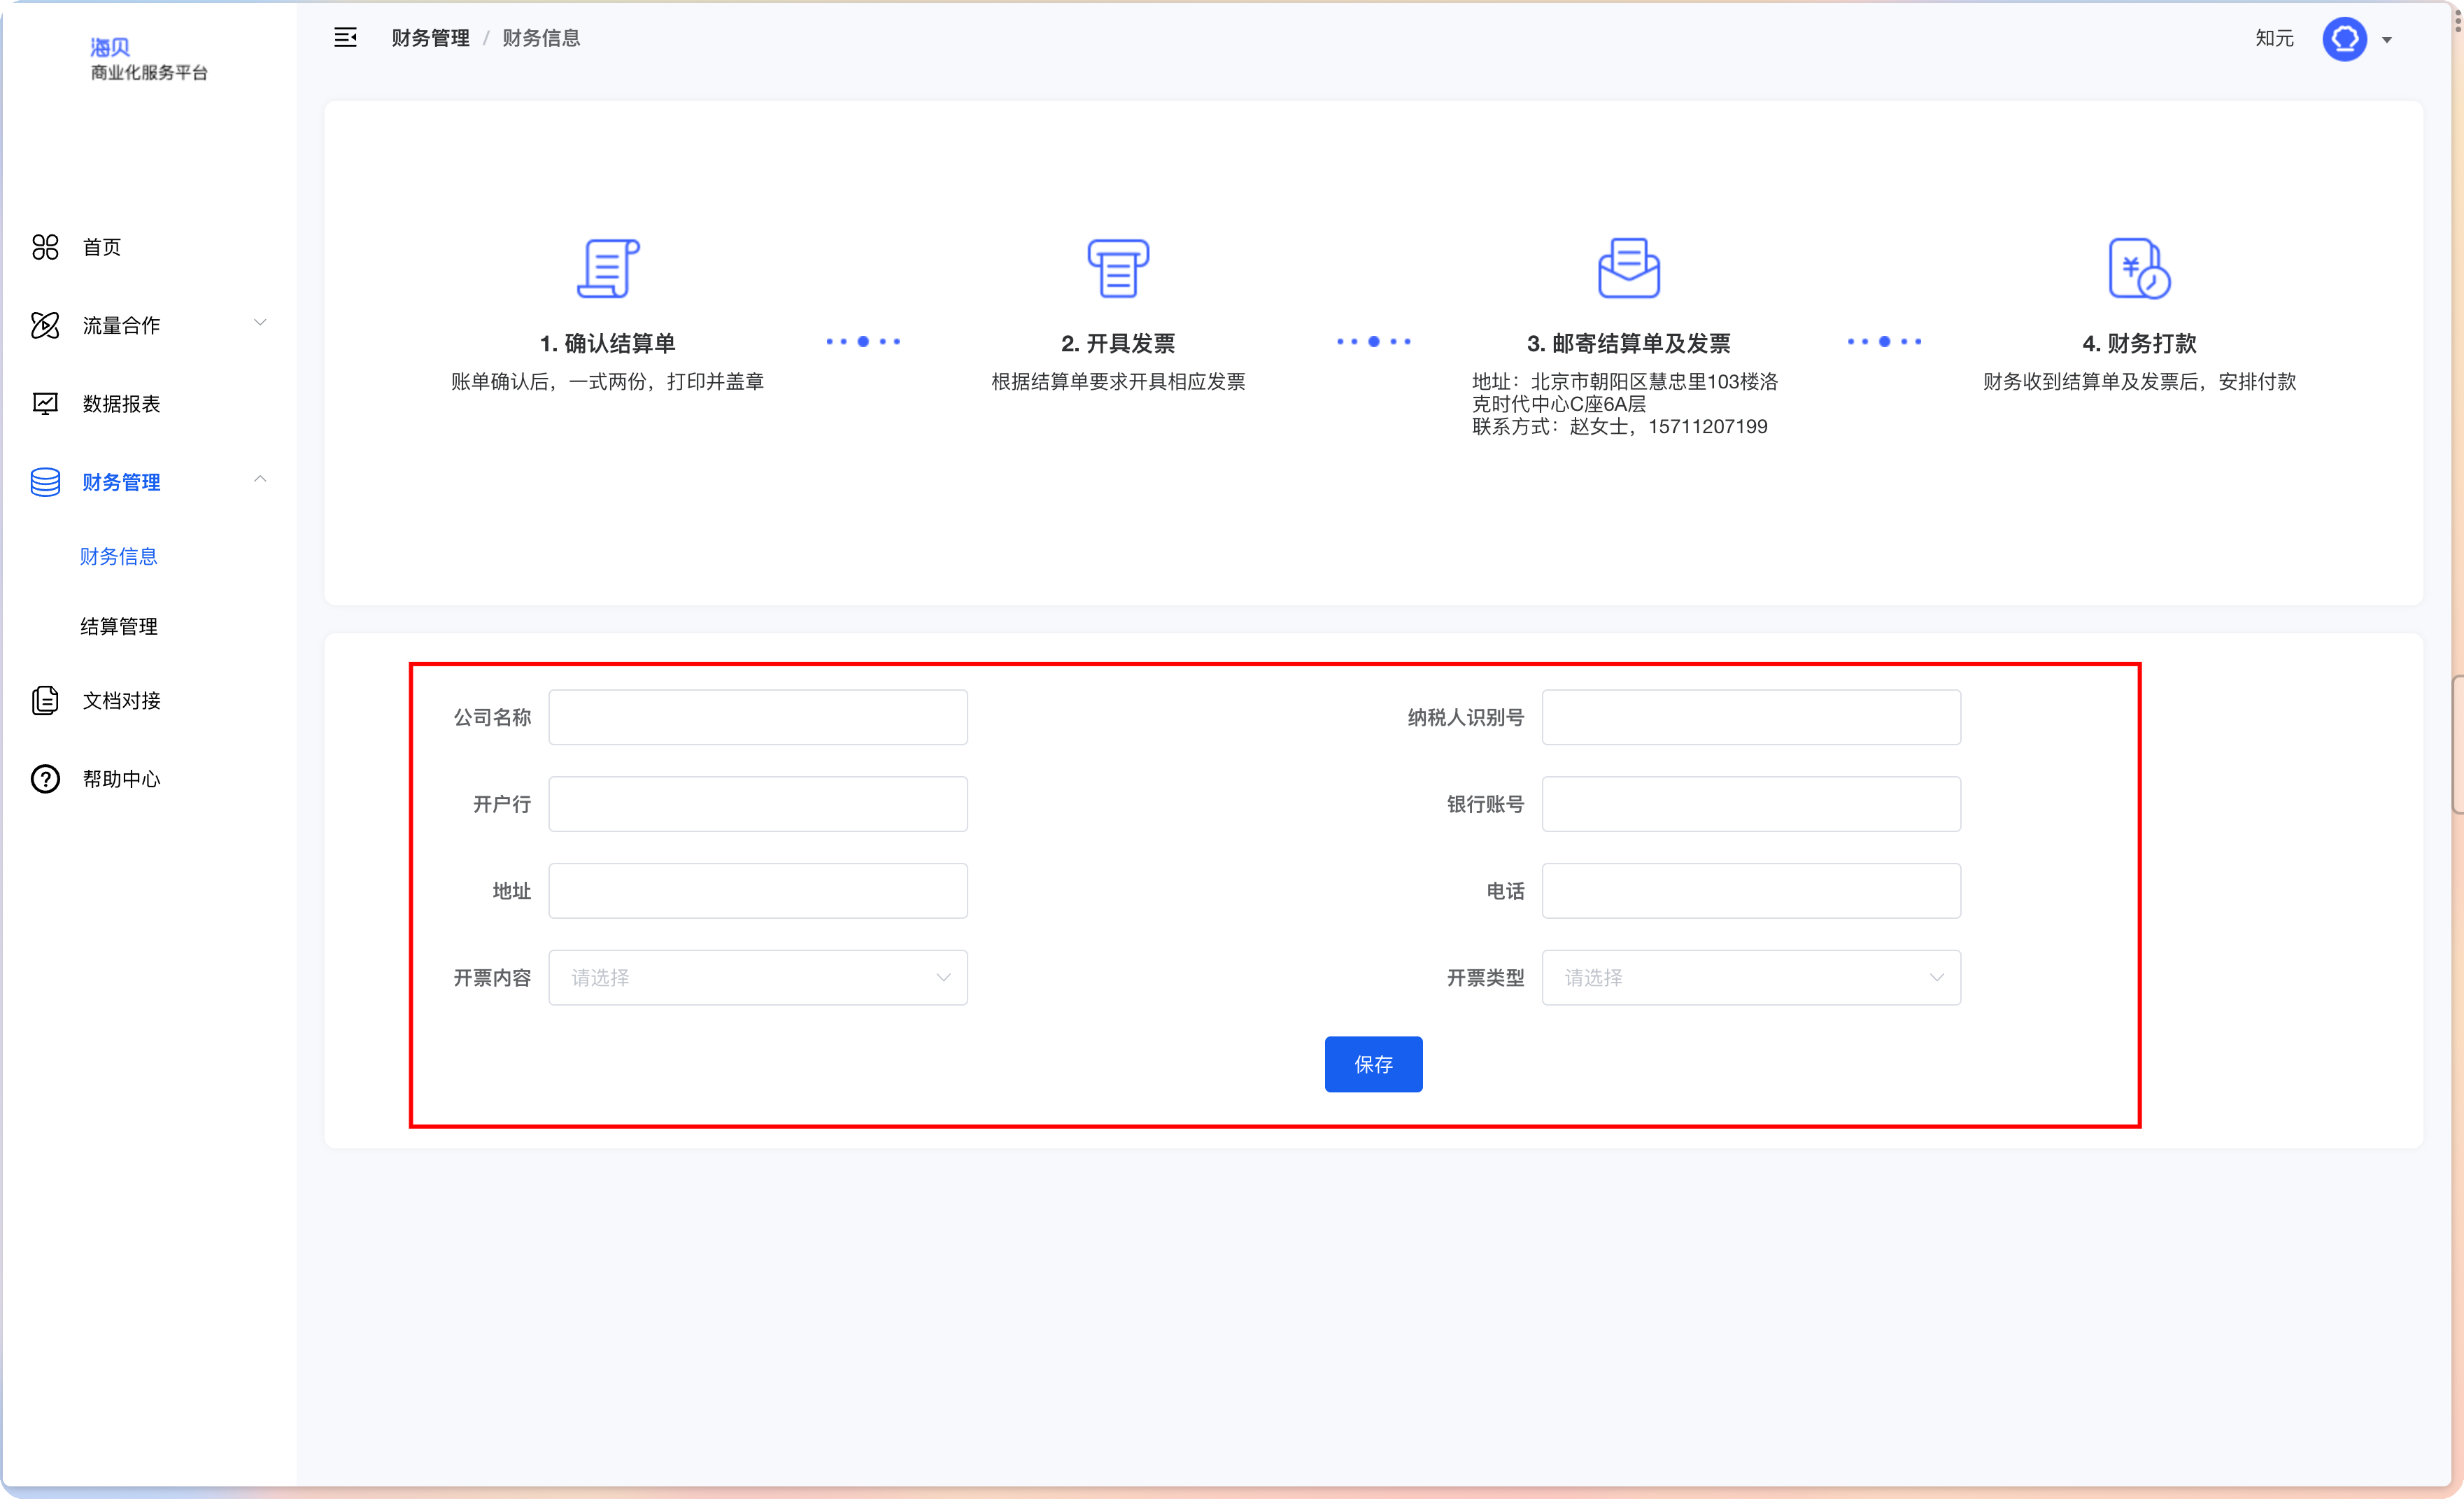 海贝
商业化服务平台
财务管理 / 财务信息
知元
首页
流量合作
数据报表
财务管理
财务信息
结算管理
文档对接
帮助中心
1. 确认结算单
账单确认后，一式两份，打印并盖章
2. 开具发票
根据结算单要求开具相应发票
3. 邮寄结算单及发票
地址：北京市朝阳区慧忠里103楼洛
克时代中心C座6A层
联系方式：赵女士，15711207199
4. 财务打款
财务收到结算单及发票后，安排付款
公司名称
纳税人识别号
开户行
银行账号
地址
电话
开票内容 请选择
开票类型 请选择
保存